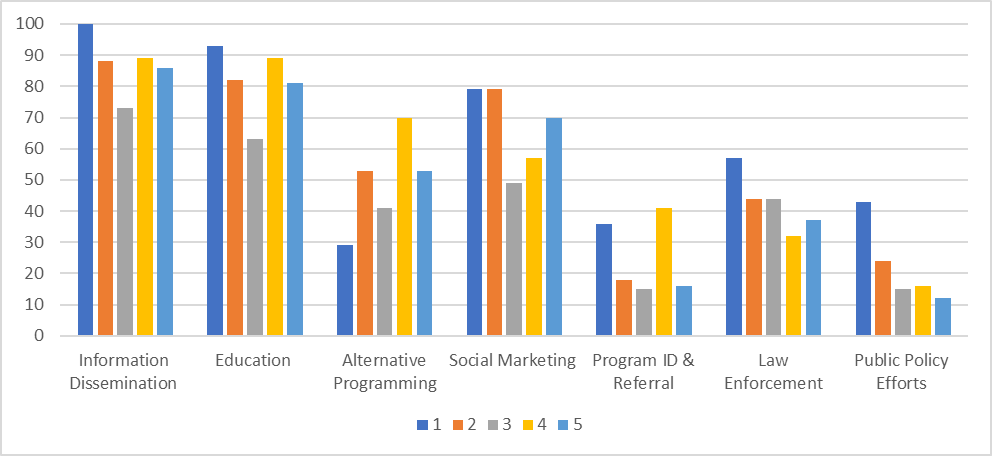 100
90
80
70
60
50
40
30
20
10
0
Information Dissemination
Education
Alternative Programming
Social Marketing
Program ID & Referral
Law Enforcement
Public Policy Efforts
1 2 3 4 5